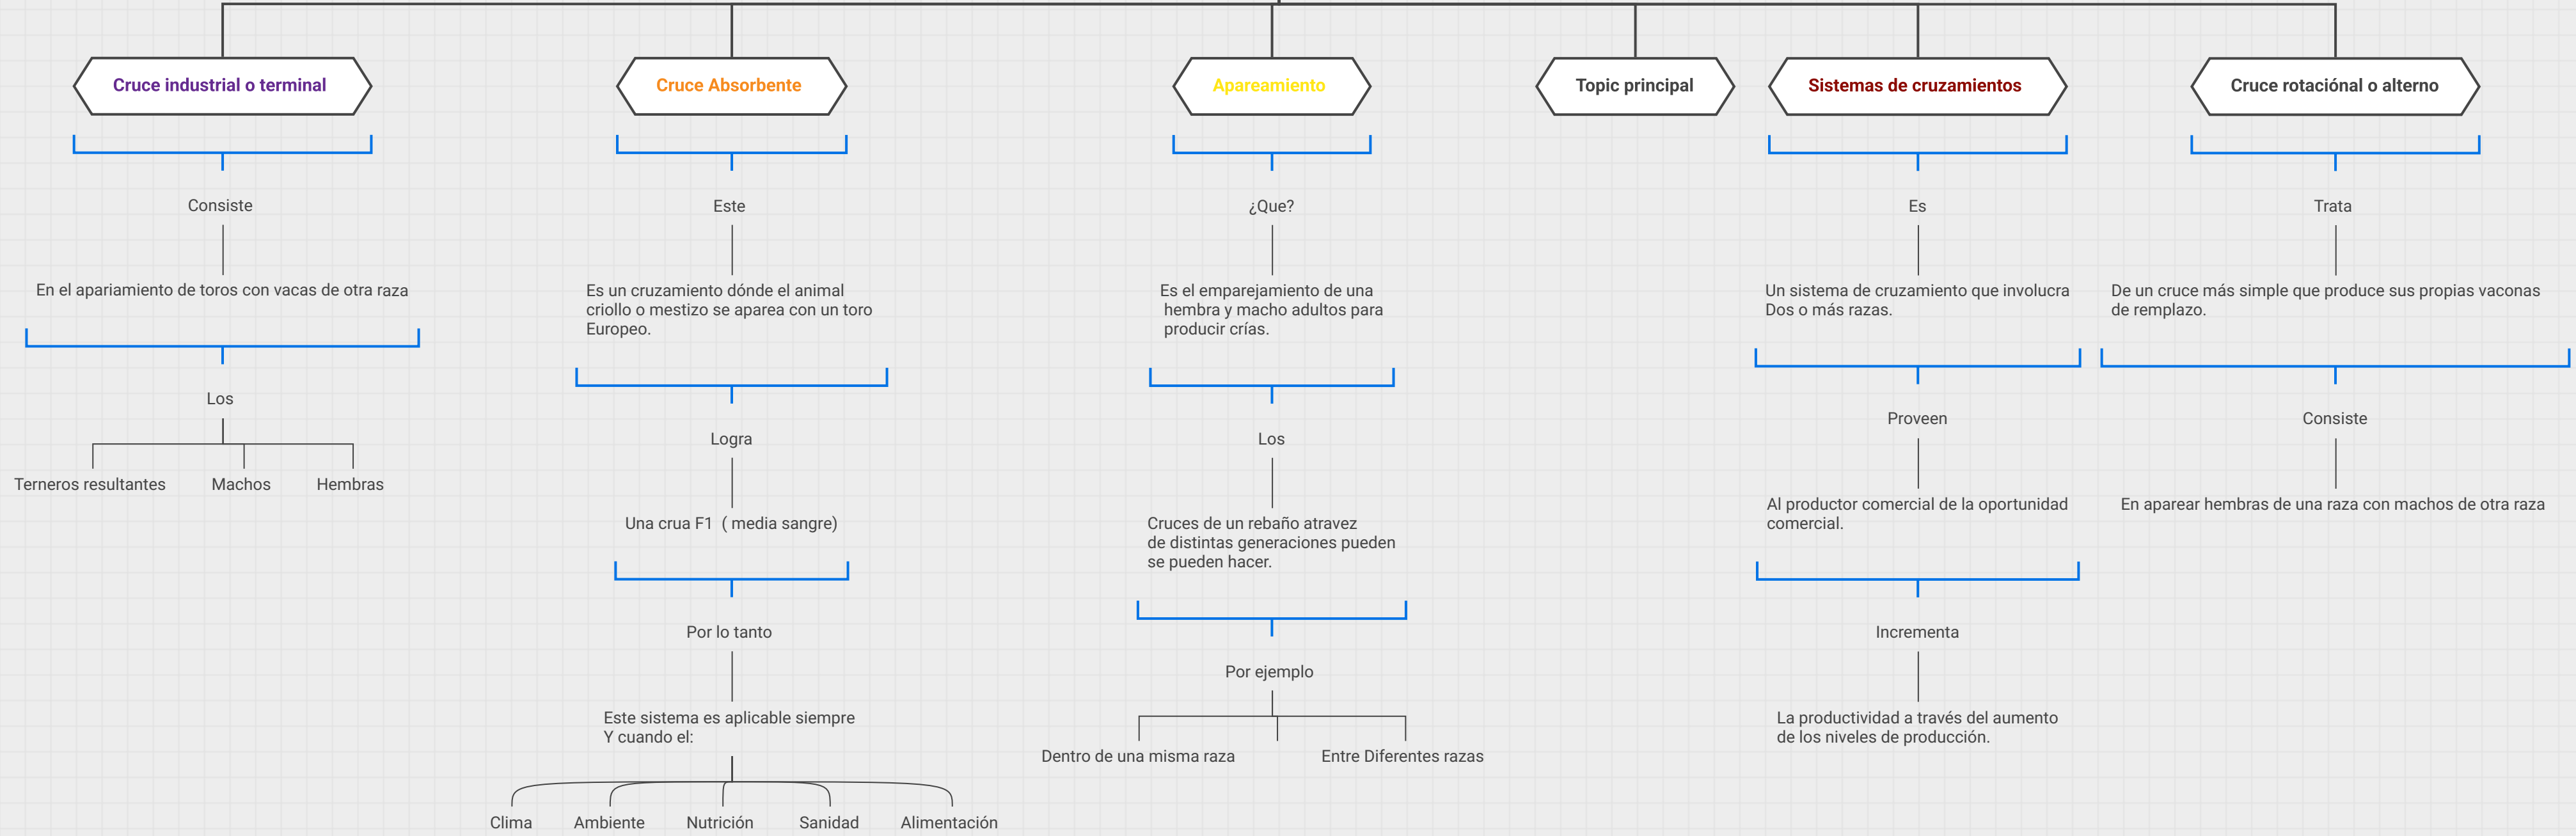 Cruce industrial o terminal
Consiste
En el apariamiento de toros con vacas de otra raza
Los
Terneros resultantes
Machos
Hembras
Cruce Absorbente
Este
Es un cruzamiento dónde el animal
criollo o mestizo se aparea con un toro
Europeo.
Logra
Una crua F1 ( media sangre)
Por lo tanto
Este sistema es aplicable siempre
Y cuando el:
Clima
Ambiente
Nutrición
Sanidad
Alimentación
Apareamiento
¿Que?
Es el emparejamiento de una
hembra y macho adultos para
producir crías.
Los
Cruces de un rebaño atravez
de distintas generaciones pueden
se pueden hacer.
Por ejemplo
Dentro de una misma raza
Entre Diferentes razas
Topic principal
Sistemas de cruzamientos
Es
Un sistema de cruzamiento que involucra
Dos o más razas.
Proveen
Al productor comercial de la oportunidad
comercial.
Incrementa
La productividad a través del aumento
de los niveles de producción.
Cruce rotaciónal o alterno
Trata
De un cruce más simple que produce sus propias vaconas
de remplazo.
Consiste
En aparear hembras de una raza con machos de otra raza